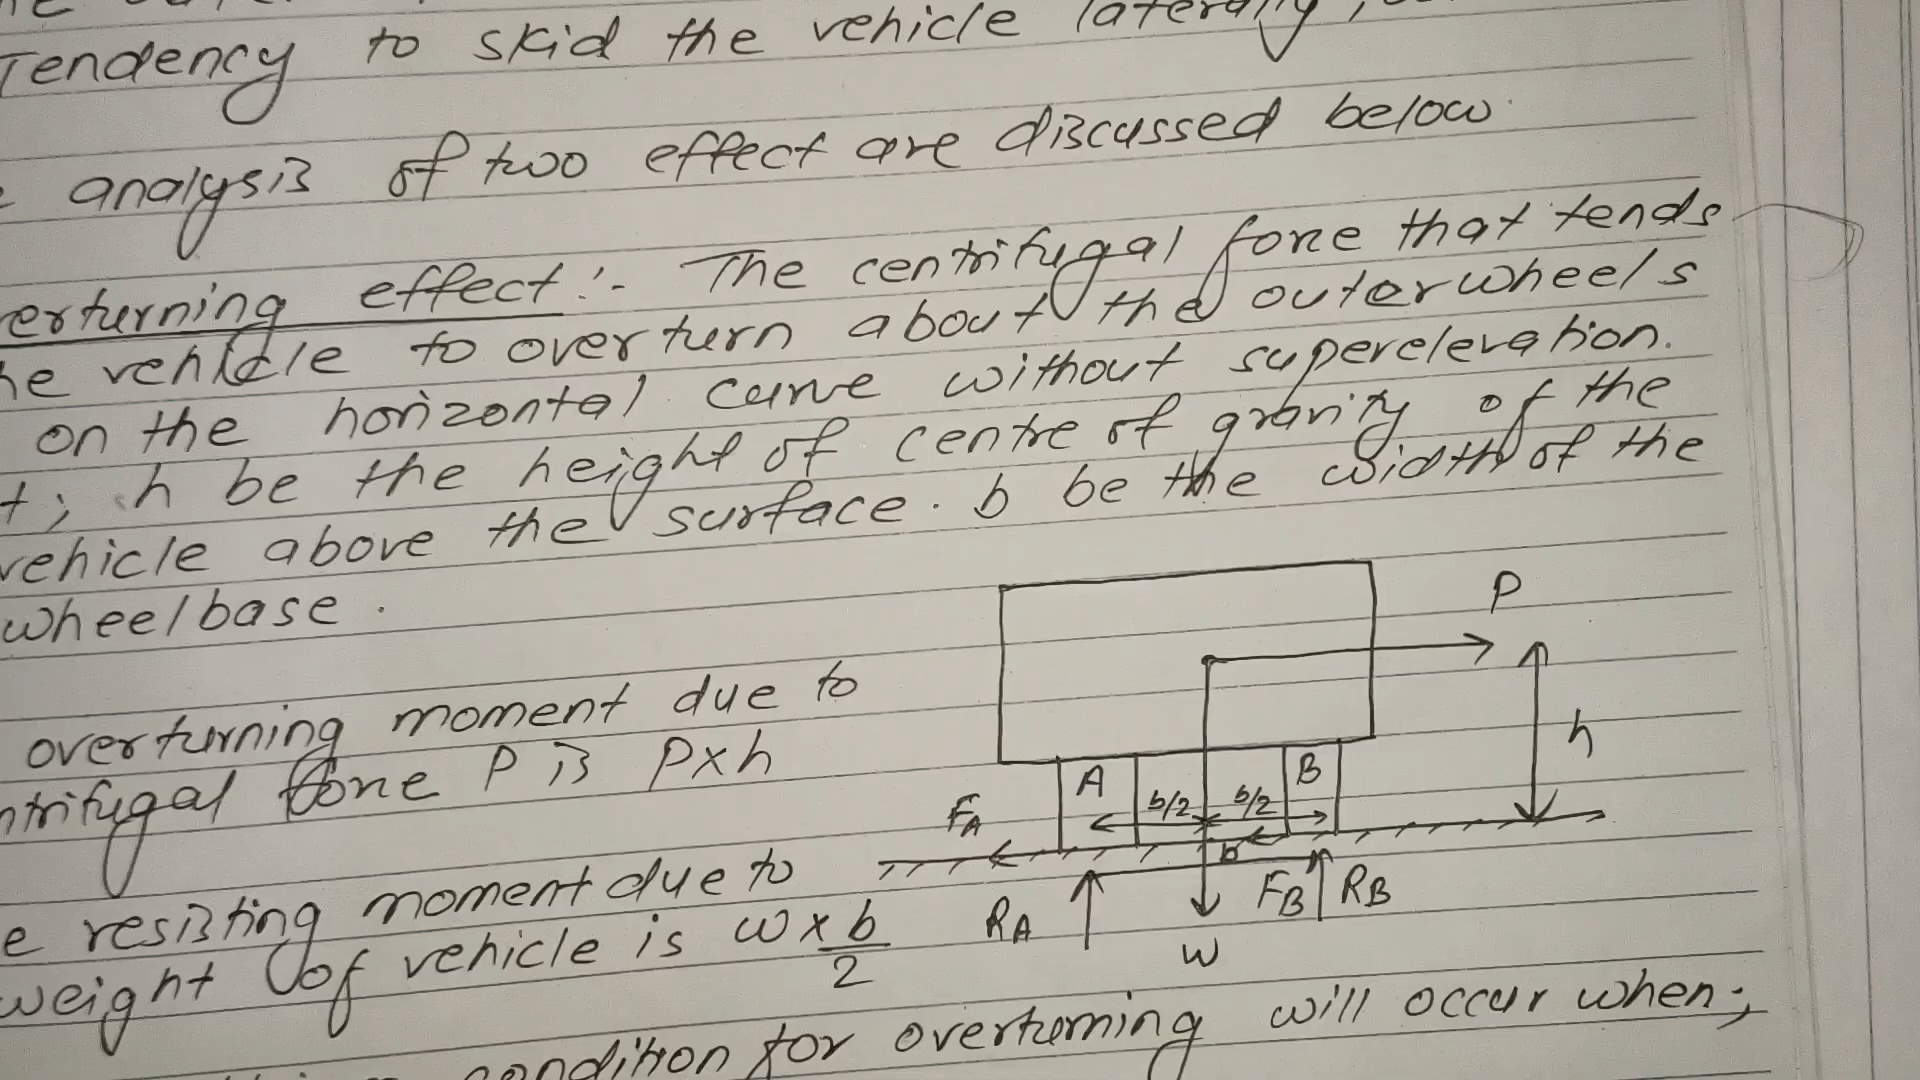 Tendency to skid the vehicle laterally
analysis of two effect are discussed below.
erturning effect :- The centrifugal force that tends
he vehicle to overturn about the outer wheels
on the horizontal curve without superelevation.
t; h be the height of centre of gravity of the
vehicle above the surface. b be the width of the
wheelbase.
overturning moment due to
ntrifugal force P is P×h
e resisting moment due to
weight of vehicle is W×b/2
condition for overturning will occur when;
P
h
A
B
b/2
b/2
FA
b
FB
RB
RA
W